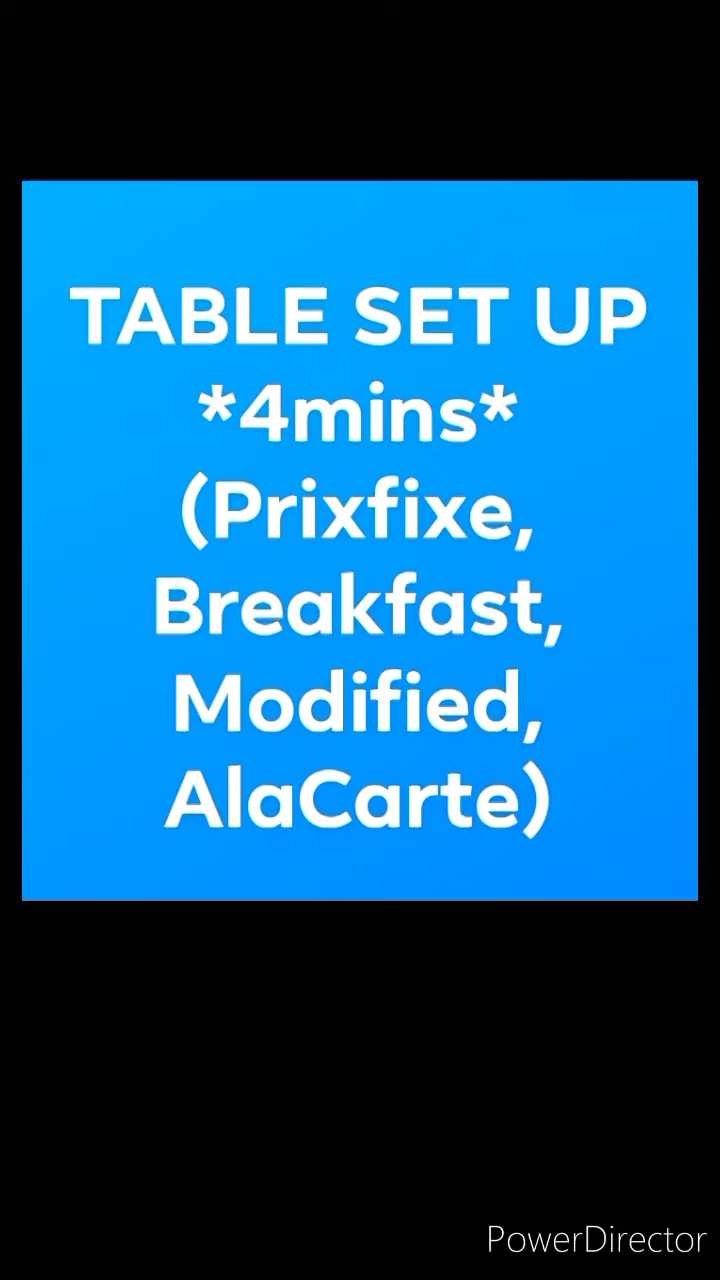 TABLE SET UP
*4mins*
(Prixfixe,
Breakfast,
Modified,
AlaCarte)
PowerDirector